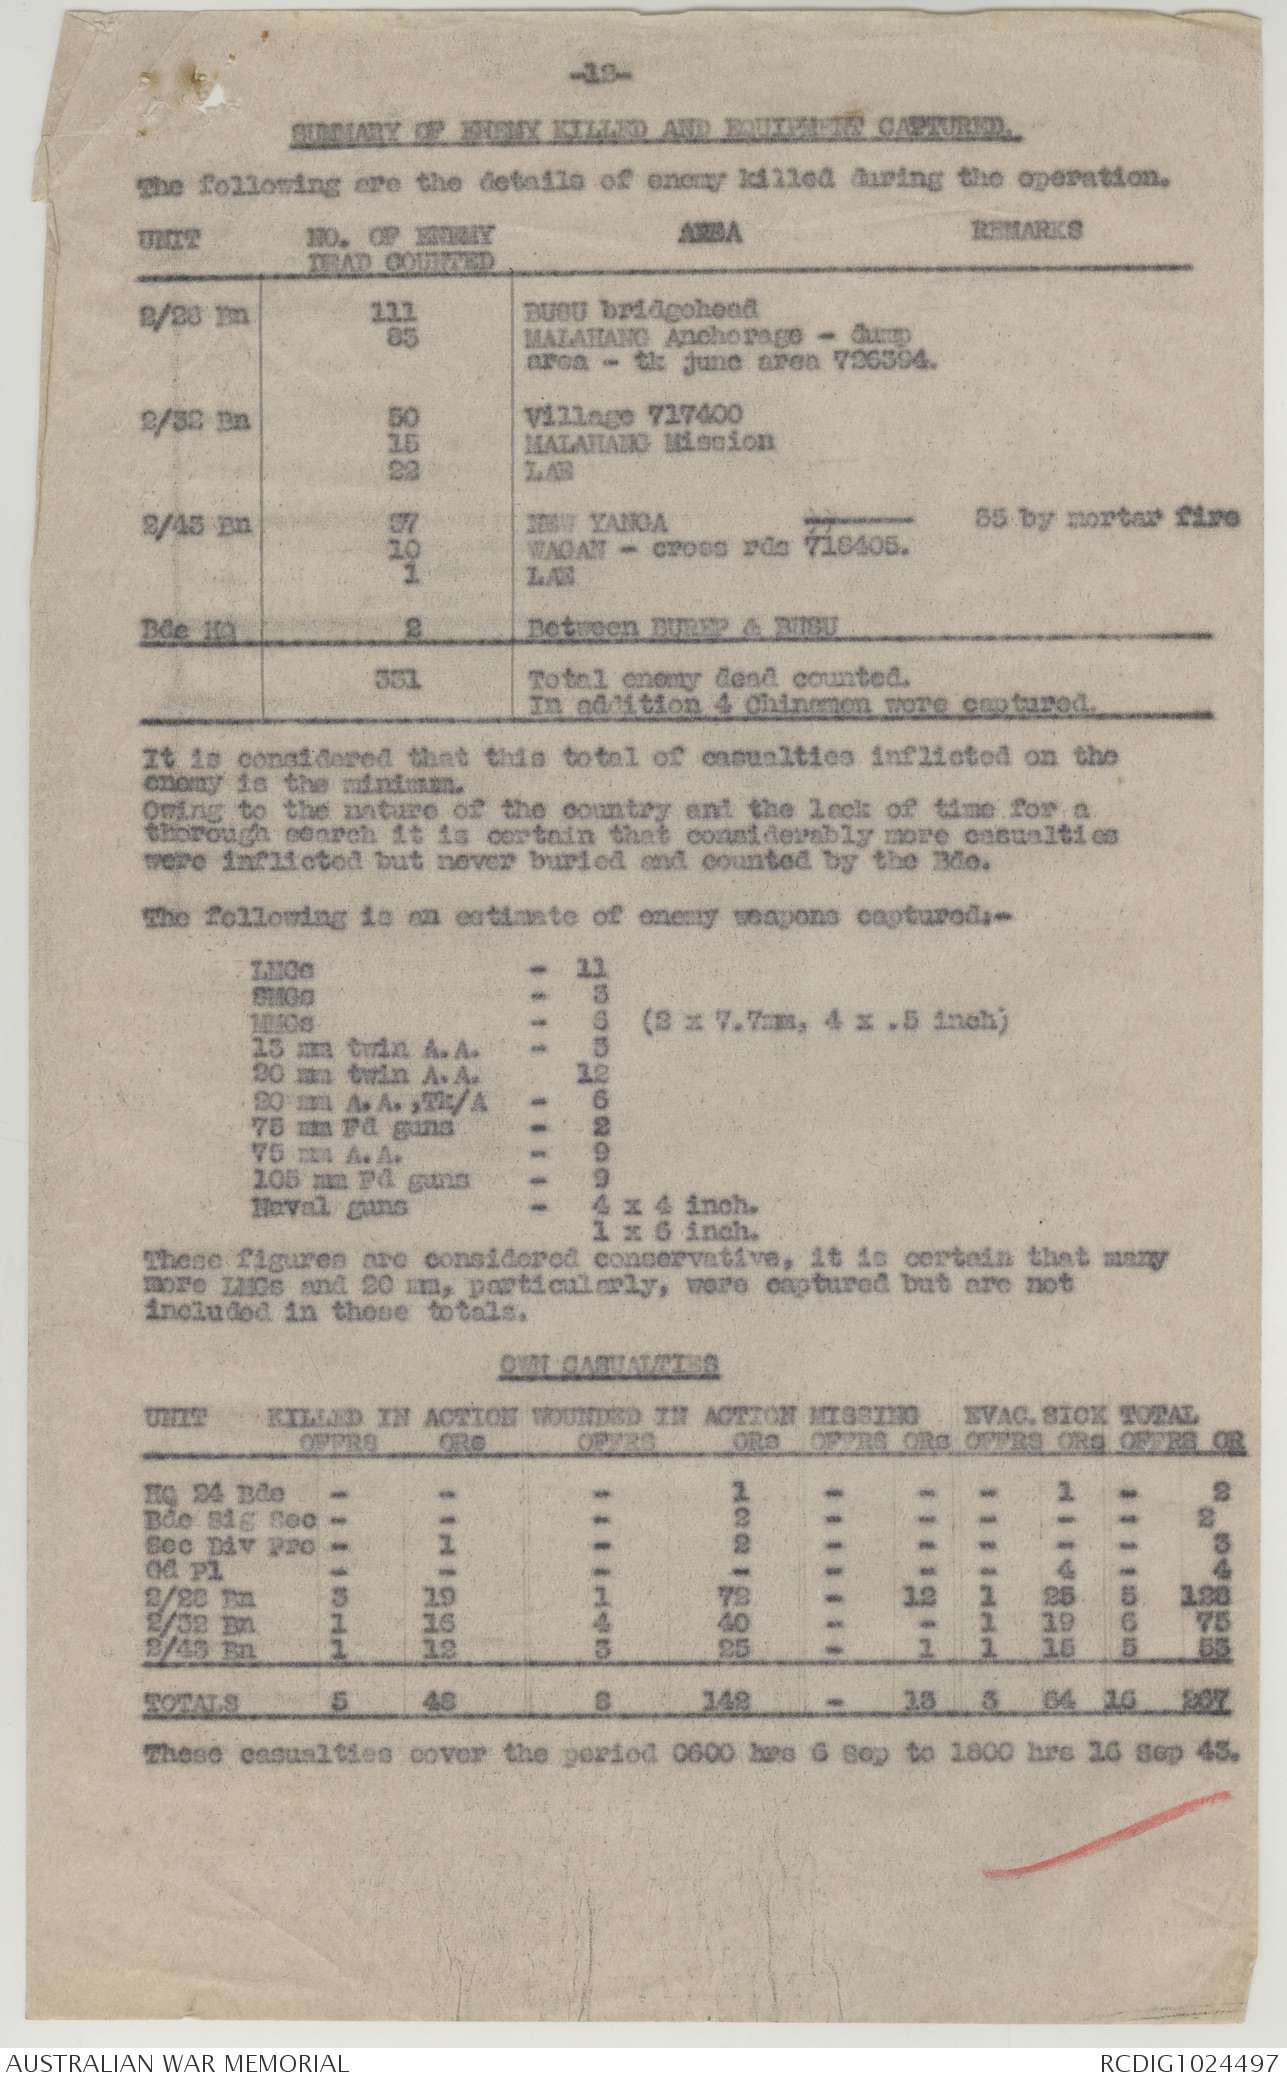 -18-
SUMMARY OF ENEMY KILLED AND EQUIPMENT CAPTURED.
The following are the details of enemy killed during the operation.
UNIT NO. OF ENEMY AREA REMARKS
DEAD COUNTED
2/28 Bn 111 BUSU bridgehead
83 MALAHANG Anchorage - dump
area - tk junc area 726394.
2/32 Bn 50 Village 717400
15 MALAHANG Mission
22 LAE
2/43 Bn 37 NEW YANGA 35 by mortar fire
10 WAGAN - cross rds 718405.
1 LAE
Bde HQ 2 Between BUREP & BUSU
331 Total enemy dead counted.
In addition 4 Chinamen were captured.
It is considered that this total of casualties inflicted on the
enemy is the minimum.
Owing to the nature of the country and the lack of time for a
thorough search it is certain that considerably more casualties
were inflicted but never buried and counted by the Bde.
The following is an estimate of enemy weapons captured:-
LMGs - 11
SMGs - 3
MMGs - 6 (2 x 7.7mm, 4 x .5 inch)
13 mm twin A.A. - 3
20 mm twin A.A. 12
20 mm A.A.,Tk/A - 6
75 mm Fd guns - 2
75 mm A.A. - 9
105 mm Fd guns - 9
Naval guns - 4 x 4 inch.
1 x 6 inch.
These figures are considered conservative, it is certain that many
more LMGs and 20 mm, particularly, were captured but are not
included in these totals.
OWN CASUALTIES
UNIT KILLED IN ACTION WOUNDED IN ACTION MISSING EVAC.SICK TOTAL
OFFRS ORs OFFRS ORs OFFRS ORs OFFRS ORs OFFRS OR
HQ 24 Bde - - - 1 - - - 1 - 2
Bde Sig Sec - - - 2 - - - - - 2
Sec Div Pro - 1 - 2 - - - - - 3
Gd Pl - - - - - - - 4 - 4
2/28 Bn 3 19 1 72 - 12 1 25 5 128
2/32 Bn 1 16 4 40 - - 1 19 6 75
2/43 Bn 1 12 3 25 - 1 1 15 5 53
TOTALS 5 48 8 142 - 13 3 64 16 267
These casualties cover the period 0600 hrs 6 Sep to 1800 hrs 16 Sep 43.
AUSTRALIAN WAR MEMORIAL RCDIG1024497